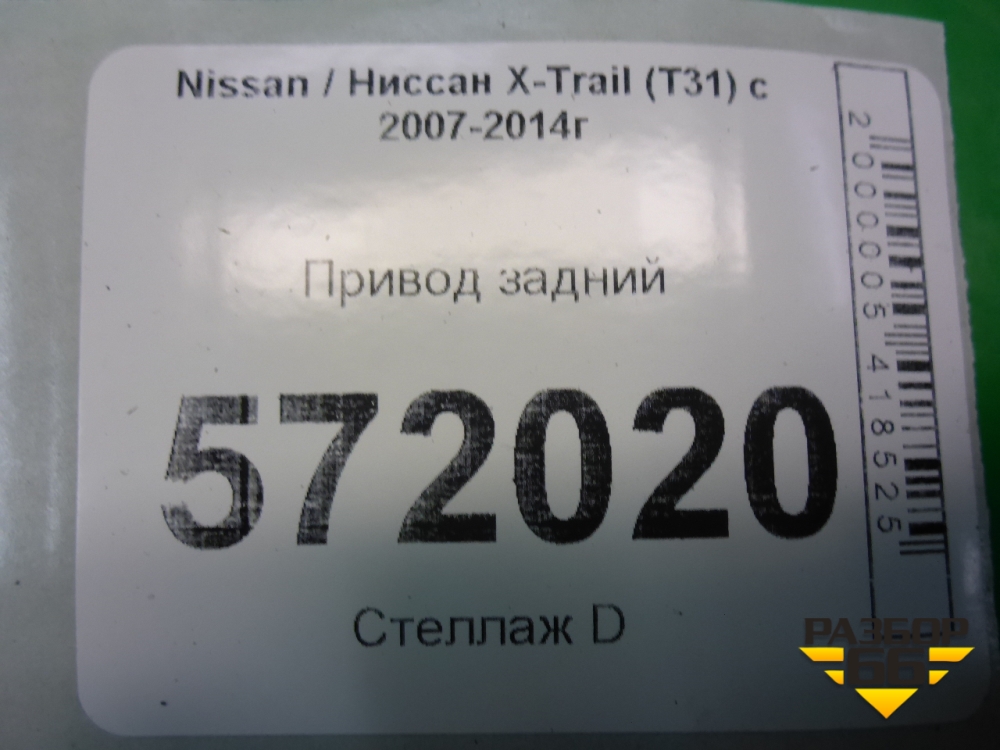 Nissan / Ниссан X-Trail (T31) с
2007-2014г
Привод задний
572020
Стеллаж D
2000005418525
РАЗБОР
66